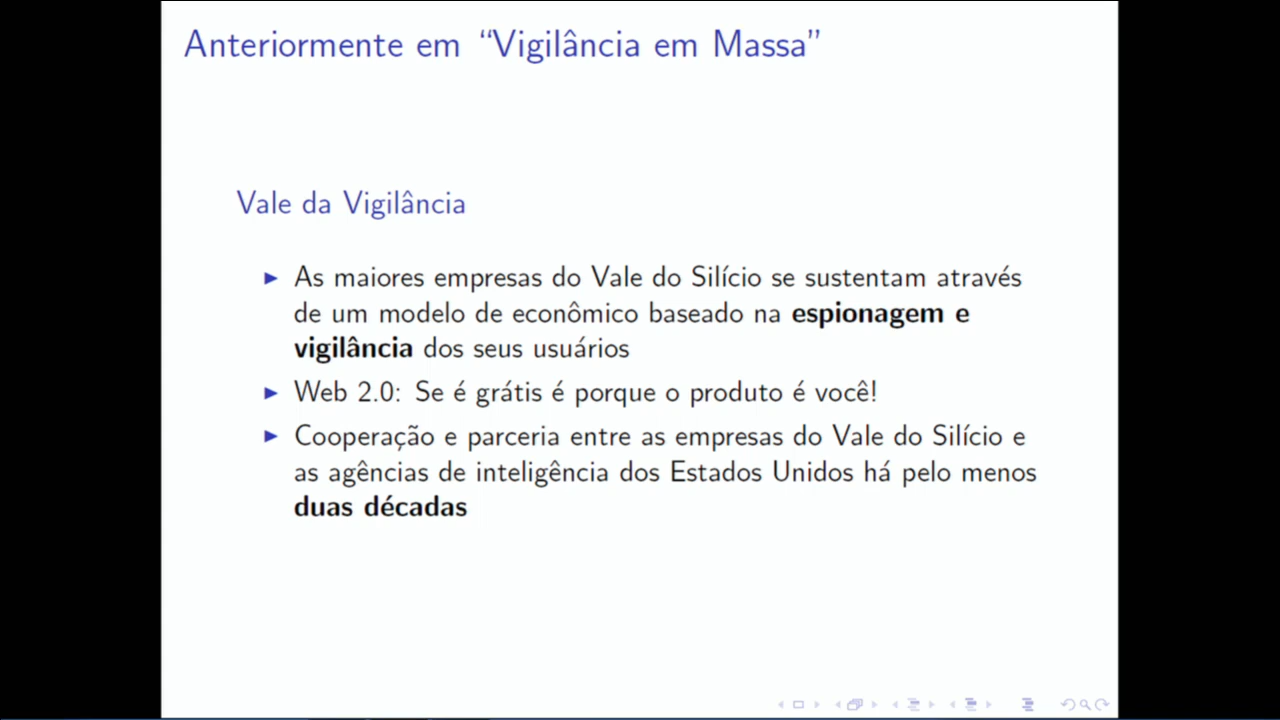 Anteriormente em “Vigilância em Massa”
Vale da Vigilância
As maiores empresas do Vale do Silício se sustentam através
de um modelo de econômico baseado na espionagem e
vigilância dos seus usuários
Web 2.0: Se é grátis é porque o produto é você!
Cooperação e parceria entre as empresas do Vale do Silício e
as agências de inteligência dos Estados Unidos há pelo menos
duas décadas